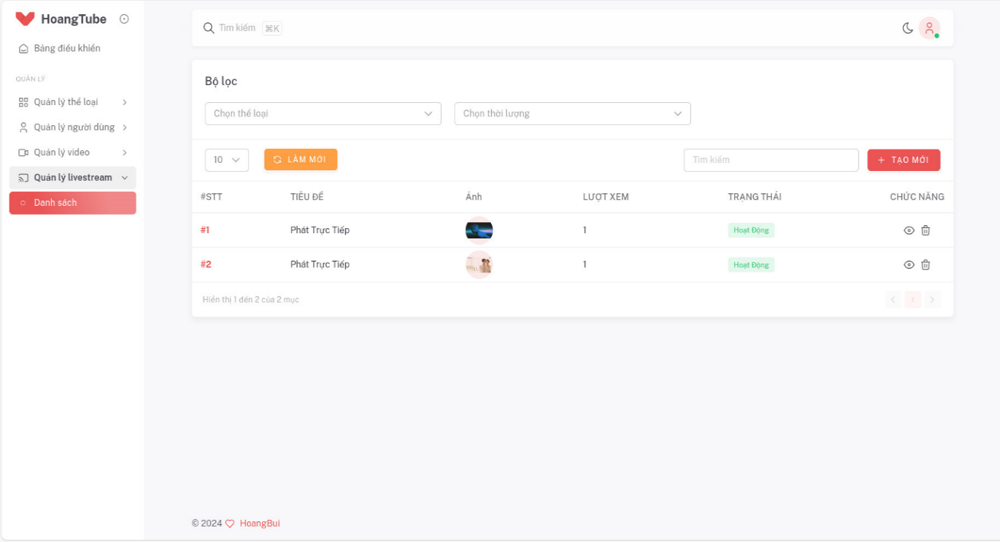 HoangTube
Bảng điều khiển
QUẢN LÝ
Quản lý thể loại
Quản lý người dùng
Quản lý video
Quản lý livestream
Danh sách
Tìm kiếm ⌘K
Bộ lọc
Chọn thể loại
Chọn thời lượng
10
LÀM MỚI
Tìm kiếm
TẠO MỚI
#STT TIÊU ĐỀ Ảnh LƯỢT XEM TRẠNG THÁI CHỨC NĂNG
#1 Phát Trực Tiếp 1 Hoạt Động
#2 Phát Trực Tiếp 1 Hoạt Động
Hiển thị 1 đến 2 của 2 mục
1
© 2024 HoangBui